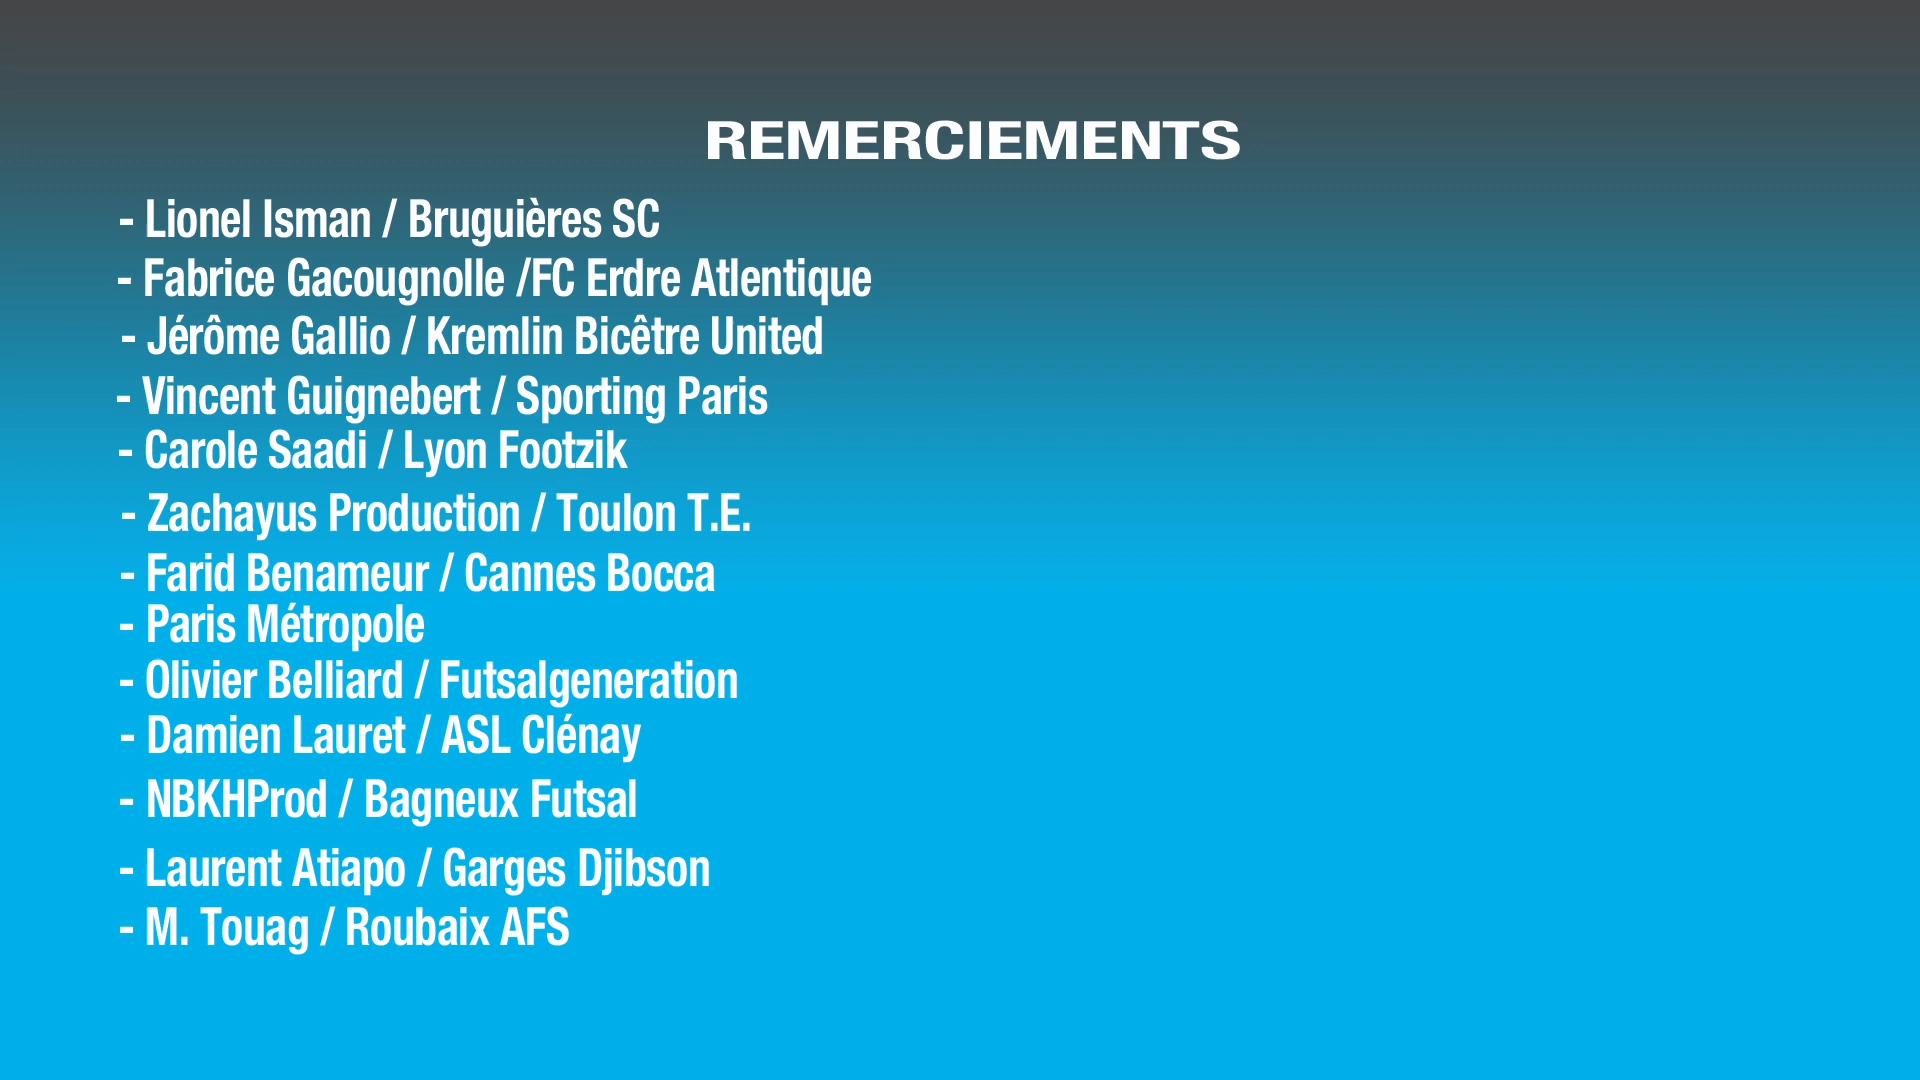 REMERCIEMENTS
- Lionel Isman / Bruguières SC
- Fabrice Gacougnolle /FC Erdre Atlentique
- Jérôme Gallio / Kremlin Bicêtre United
- Vincent Guignebert / Sporting Paris
- Carole Saadi / Lyon Footzik
- Zachayus Production / Toulon T.E.
- Farid Benameur / Cannes Bocca
- Paris Métropole
- Olivier Belliard / Futsalgeneration
- Damien Lauret / ASL Clénay
- NBKHProd / Bagneux Futsal
- Laurent Atiapo / Garges Djibson
- M. Touag / Roubaix AFS